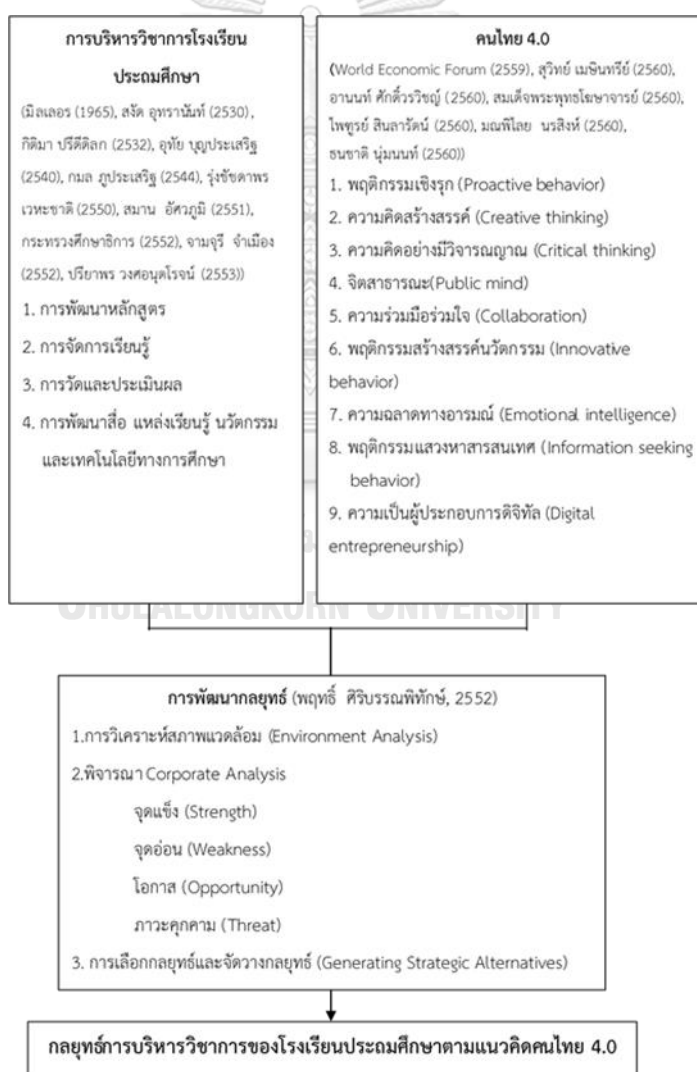 การบริหารวิชาการโรงเรียน
ประถมศึกษา
(มิลเลอร (1965), สงัด อุทรานันท์ (2530),
กิติมา ปรีดีดิลก (2532), อุทัย บุญประเสริฐ
(2540), กมล ภูประเสริฐ (2544), รุ่งชัชดาพร
เวหะชาติ (2550), สมาน อัศวภูมิ (2551),
กระทรวงศึกษาธิการ (2552), จามจุรี จำเมือง
(2552), ปรียาพร วงศอนุตโรจน์ (2553))
1. การพัฒนาหลักสูตร
2. การจัดการเรียนรู้
3. การวัดและประเมินผล
4. การพัฒนาสื่อ แหล่งเรียนรู้ นวัตกรรม
และเทคโนโลยีทางการศึกษา
คนไทย 4.0
(World Economic Forum (2559), สุวิทย์ เมษินทรีย์ (2560),
อานนท์ ศักดิ์วรวิชญ์ (2560), สมเด็จพระพุทธโฆษาจารย์ (2560),
ไพฑูรย์ สินลารัตน์ (2560), มณฑิไลย นรสิงห์ (2560),
ธนชาติ นุ่มนนท์ (2560))
1. พฤติกรรมเชิงรุก (Proactive behavior)
2. ความคิดสร้างสรรค์ (Creative thinking)
3. ความคิดอย่างมีวิจารณญาณ (Critical thinking)
4. จิตสาธารณะ(Public mind)
5. ความร่วมมือร่วมใจ (Collaboration)
6. พฤติกรรมสร้างสรรค์นวัตกรรม (Innovative
behavior)
7. ความฉลาดทางอารมณ์ (Emotional intelligence)
8. พฤติกรรมแสวงหาสารสนเทศ (Information seeking
behavior)
9. ความเป็นผู้ประกอบการดิจิทัล (Digital
entrepreneurship)
CHULALONGKORN UNIVERSITY
การพัฒนากลยุทธ์ (พฤทธิ์ ศิริบรรณพิทักษ์, 2552)
1.การวิเคราะห์สภาพแวดล้อม (Environment Analysis)
2.พิจารณา Corporate Analysis
จุดแข็ง (Strength)
จุดอ่อน (Weakness)
โอกาส (Opportunity)
ภาวะคุกคาม (Threat)
3. การเลือกกลยุทธ์และจัดวางกลยุทธ์ (Generating Strategic Alternatives)
กลยุทธ์การบริหารวิชาการของโรงเรียนประถมศึกษาตามแนวคิดคนไทย 4.0